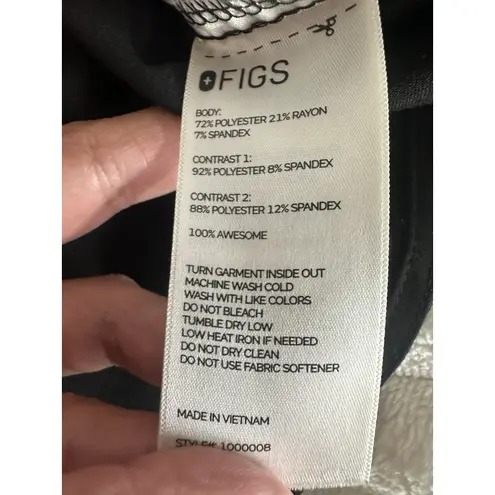 FIGS
BODY:
72% POLYESTER 21% RAYON
7% SPANDEX
CONTRAST 1:
92% POLYESTER 8% SPANDEX
CONTRAST 2:
88% POLYESTER 12% SPANDEX
100% AWESOME
TURN GARMENT INSIDE OUT
MACHINE WASH COLD
WASH WITH LIKE COLORS
DO NOT BLEACH
TUMBLE DRY LOW
LOW HEAT IRON IF NEEDED
DO NOT DRY CLEAN
DO NOT USE FABRIC SOFTENER
MADE IN VIETNAM
STYLE# 1000008